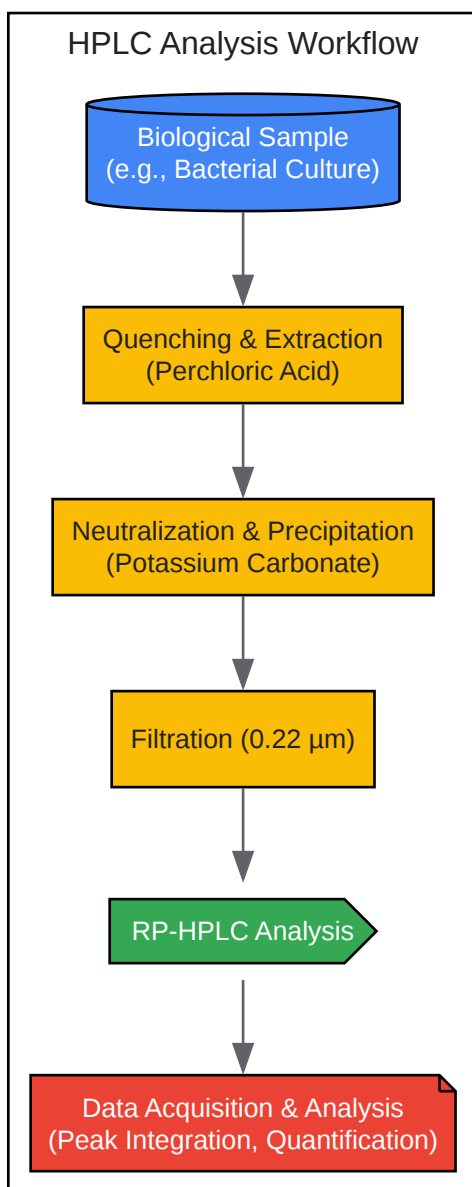 HPLC Analysis Workflow
Biological Sample
(e.g., Bacterial Culture)
Quenching & Extraction
(Perchloric Acid)
Neutralization & Precipitation
(Potassium Carbonate)
Filtration (0.22 µm)
RP-HPLC Analysis
Data Acquisition & Analysis
(Peak Integration, Quantification)